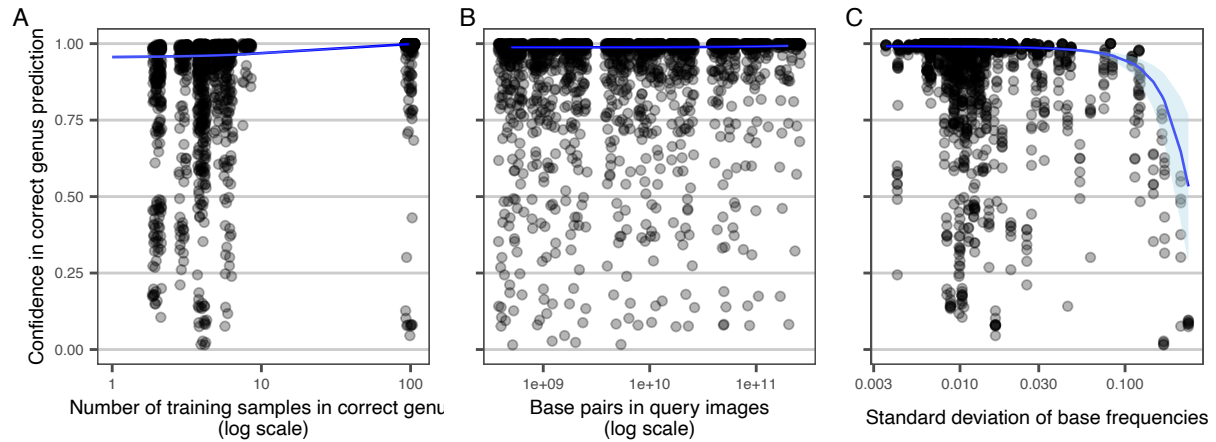 A
B
C
Confidence in correct genus prediction
1.00
0.75
0.50
0.25
0.00
1
10
100
1e+09
1e+10
1e+11
0.003
0.010
0.030
0.100
Number of training samples in correct genu
(log scale)
Base pairs in query images
(log scale)
Standard deviation of base frequencies